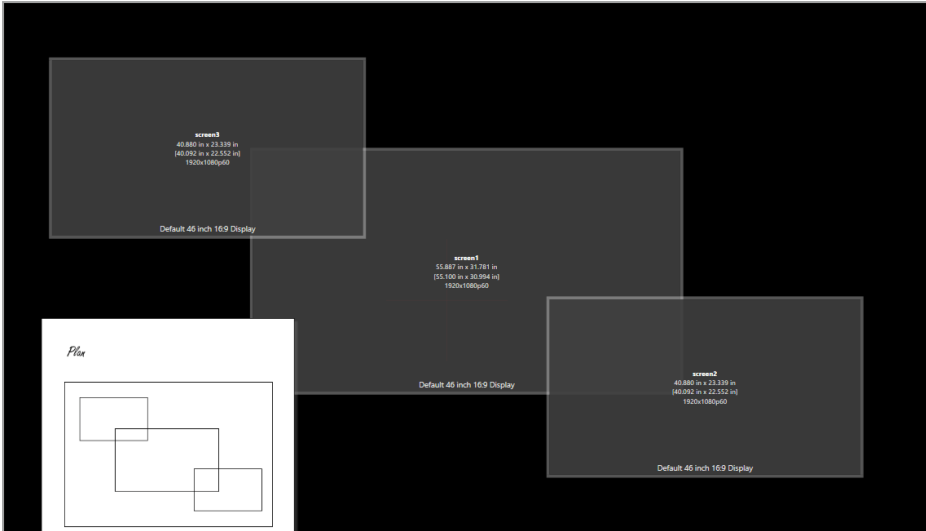 screen3
40.880 in x 23.339 in
[40.092 in x 22.552 in]
1920x1080p60
Default 46 inch 16:9 Display
screen1
55.887 in x 31.781 in
[55.100 in x 30.994 in]
1920x1080p60
Default 46 inch 16:9 Display
screen2
40.880 in x 23.339 in
[40.092 in x 22.552 in]
1920x1080p60
Default 46 inch 16:9 Display
Plan